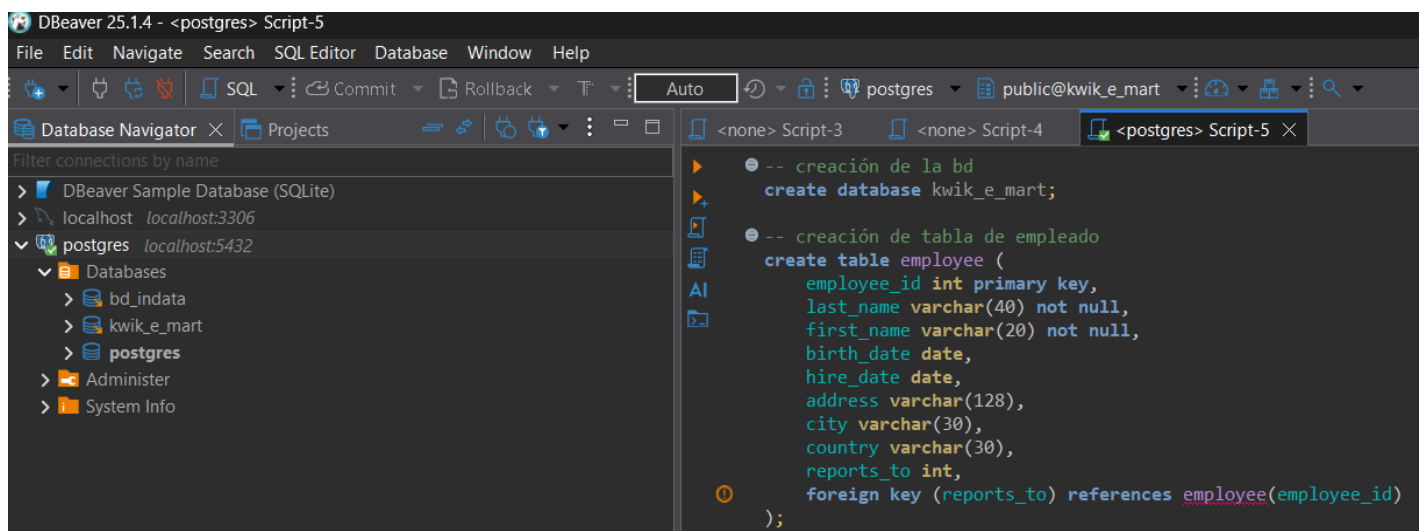 DBeaver 25.1.4 - <postgres> Script-5
File Edit Navigate Search SQL Editor Database Window Help
SQL Commit Rollback Auto postgres public@kwik_e_mart
Database Navigator Projects
<none> Script-3 <none> Script-4 <postgres> Script-5
Filter connections by name
DBeaver Sample Database (SQLite)
localhost localhost:3306
postgres localhost:5432
Databases
bd_indata
kwik_e_mart
postgres
Administer
System Info
AI
-- creación de la bd
create database kwik_e_mart;
-- creación de tabla de empleado
create table employee (
employee_id int primary key,
last_name varchar(40) not null,
first_name varchar(20) not null,
birth_date date,
hire_date date,
address varchar(128),
city varchar(30),
country varchar(30),
reports_to int,
foreign key (reports_to) references employee(employee_id)
);